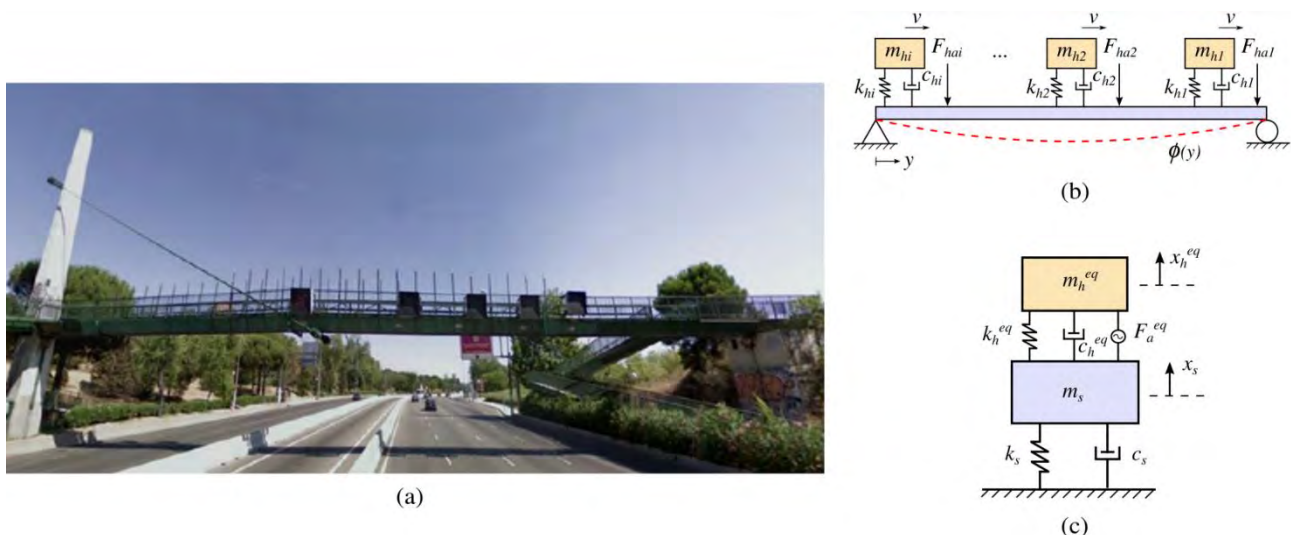 v
v
v
m_hi
F_hai
...
m_h2
F_ha2
m_h1
F_ha1
k_hi
c_hi
k_h2
c_h2
k_h1
c_h1
ϕ(y)
y
(b)
m_h^eq
x_h^eq
k_h^eq
c_h^eq
F_a^eq
m_s
x_s
k_s
c_s
(a)
(c)